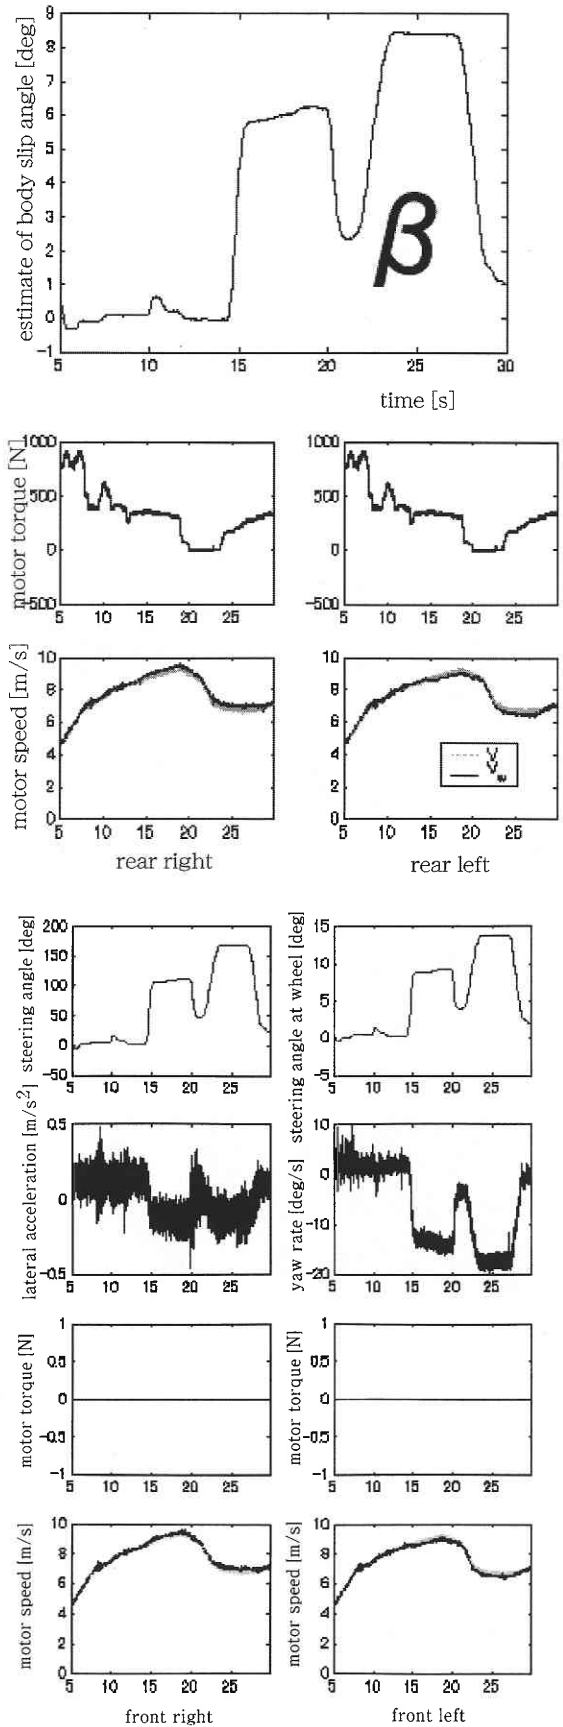 estimate of body slip angle [deg]
9
8
7
6
5
4
3
2
1
0
-1
5 10 15 20 25 30
β
time [s]
motor torque [N]
1000
500
0
-500
5 10 15 20 25
1000
500
0
-500
5 10 15 20 25
motor speed [m/s]
10
8
6
4
2
0
5 10 15 20 25
rear right
10
8
6
4
2
0
5 10 15 20 25
V
Vw
rear left
steering angle [deg]
200
150
100
50
0
-50
5 10 15 20 25
steering angle at wheel [deg]
15
10
5
0
-5
5 10 15 20 25
lateral acceleration [m/s²]
0.5
0
-0.5
5 10 15 20 25
yaw rate [deg/s]
10
0
-10
-20
5 10 15 20 25
motor torque [N]
1
0.5
0
-0.5
-1
5 10 15 20 25
motor torque [N]
1
0.5
0
-0.5
-1
5 10 15 20 25
motor speed [m/s]
10
8
6
4
2
0
5 10 15 20 25
front right
motor speed [m/s]
10
8
6
4
2
0
5 10 15 20 25
front left